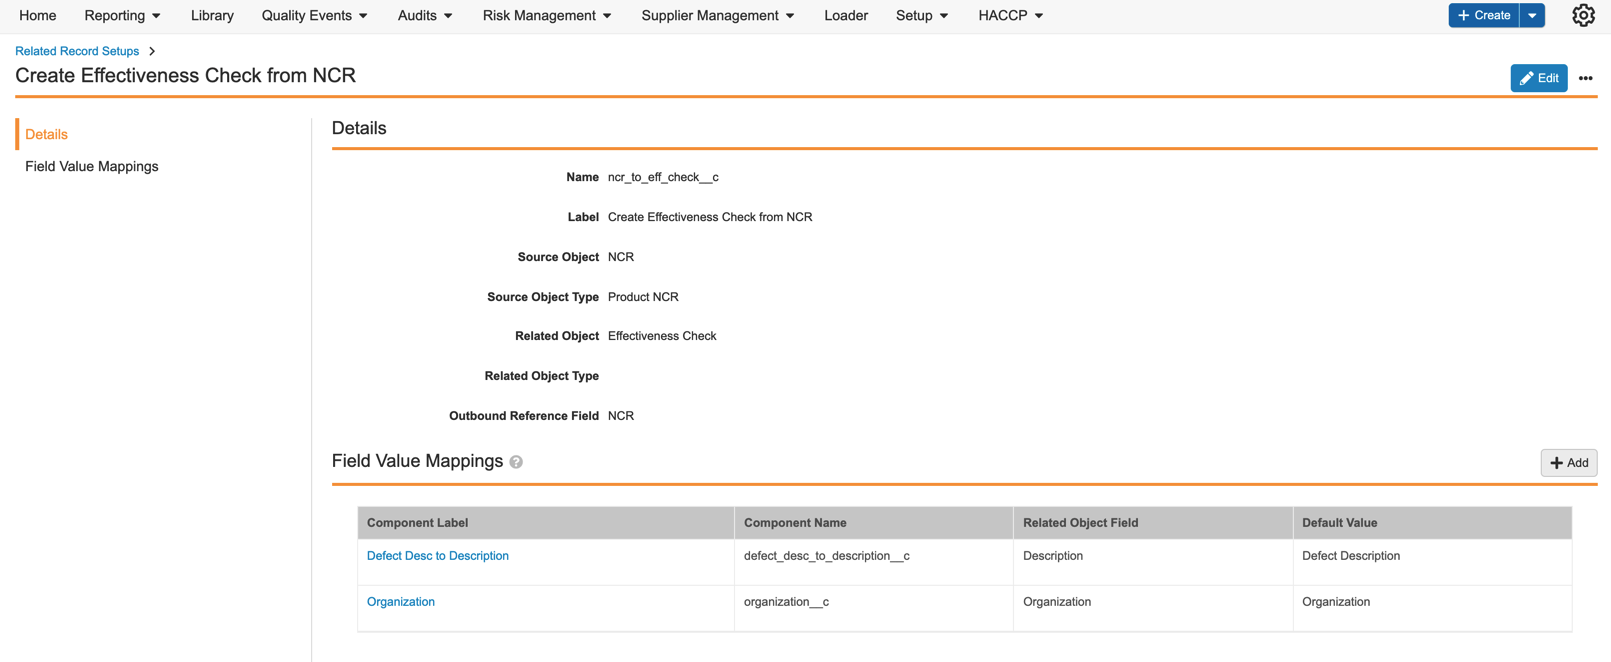 Home Reporting Library Quality Events Audits Risk Management Supplier Management Loader Setup HACCP + Create
Related Record Setups >
Create Effectiveness Check from NCR
Edit
Details
Field Value Mappings
Details
Name ncr_to_eff_check__c
Label Create Effectiveness Check from NCR
Source Object NCR
Source Object Type Product NCR
Related Object Effectiveness Check
Related Object Type
Outbound Reference Field NCR
Field Value Mappings ?
+ Add
Component Label Component Name Related Object Field Default Value
Defect Desc to Description defect_desc_to_description__c Description Defect Description
Organization organization__c Organization Organization